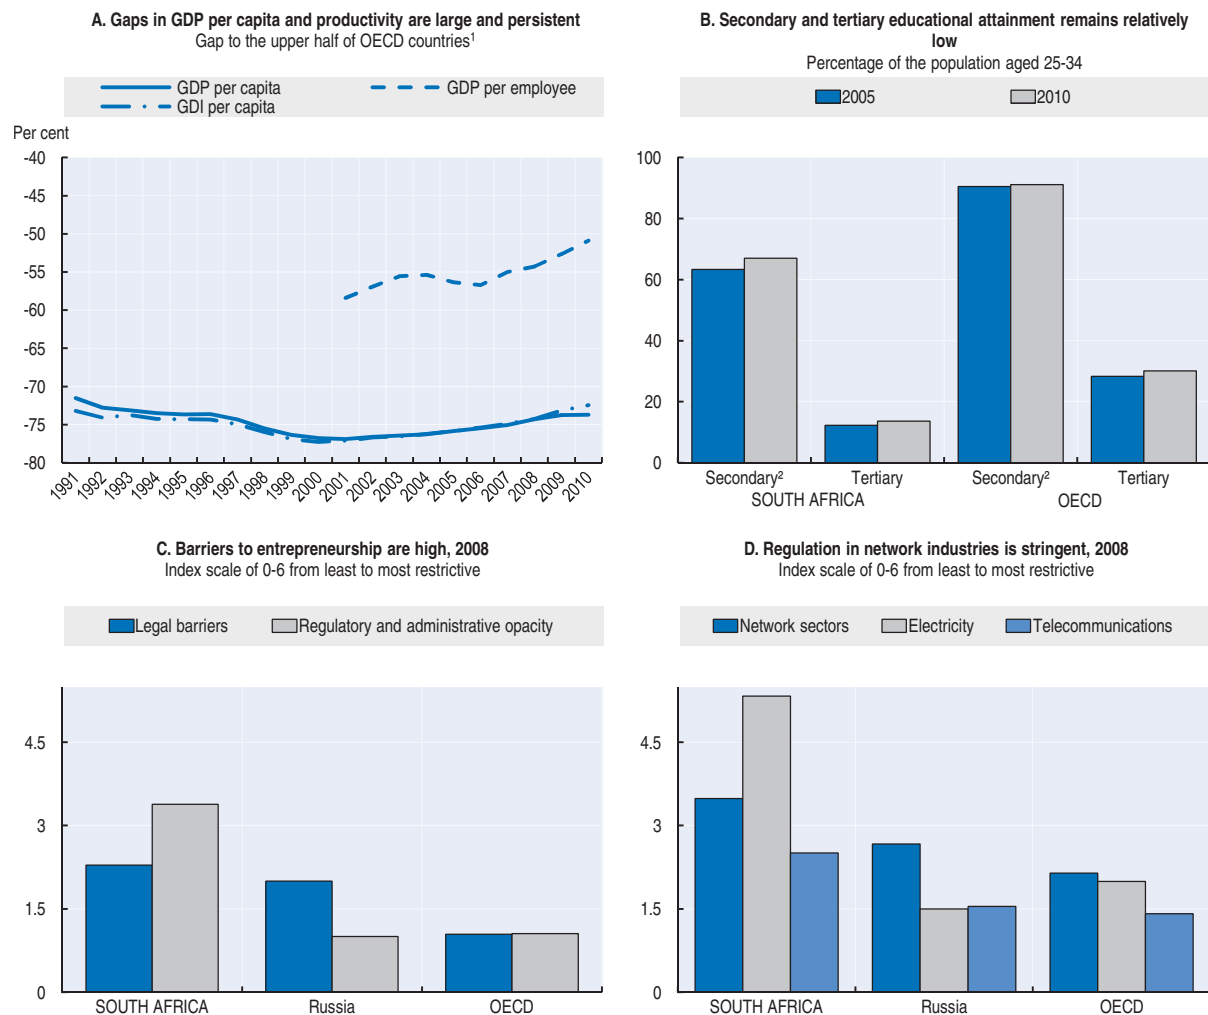 A. Gaps in GDP per capita and productivity are large and persistent
Gap to the upper half of OECD countries¹
GDP per capita
GDP per employee
GDI per capita
Per cent
-40
-45
-50
-55
-60
-65
-70
-75
-80
1991 1992 1993 1994 1995 1996 1997 1998 1999 2000 2001 2002 2003 2004 2005 2006 2007 2008 2009 2010
B. Secondary and tertiary educational attainment remains relatively
low
Percentage of the population aged 25-34
2005 2010
100
80
60
40
20
0
Secondary² Tertiary Secondary² Tertiary
SOUTH AFRICA OECD
C. Barriers to entrepreneurship are high, 2008
Index scale of 0-6 from least to most restrictive
Legal barriers Regulatory and administrative opacity
4.5
3
1.5
0
SOUTH AFRICA Russia OECD
D. Regulation in network industries is stringent, 2008
Index scale of 0-6 from least to most restrictive
Network sectors Electricity Telecommunications
4.5
3
1.5
0
SOUTH AFRICA Russia OECD